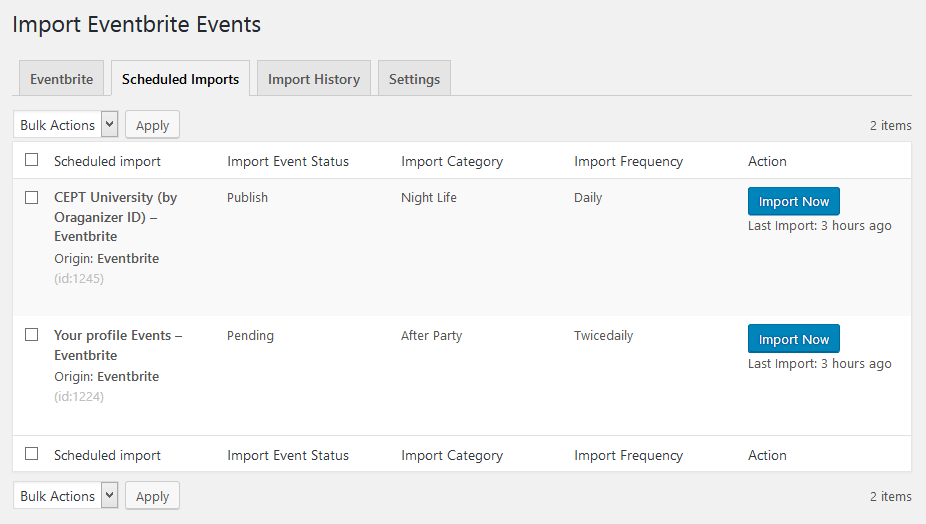 Import Eventbrite Events
Eventbrite Scheduled Imports Import History Settings
Bulk Actions Apply 2 items
Scheduled import Import Event Status Import Category Import Frequency Action
CEPT University (by Publish Night Life Daily Import Now
Oraganizer ID) – Last Import: 3 hours ago
Eventbrite
Origin: Eventbrite
(id:1245)
Your profile Events – Pending After Party Twicedaily Import Now
Eventbrite Last Import: 3 hours ago
Origin: Eventbrite
(id:1224)
Scheduled import Import Event Status Import Category Import Frequency Action
Bulk Actions Apply 2 items